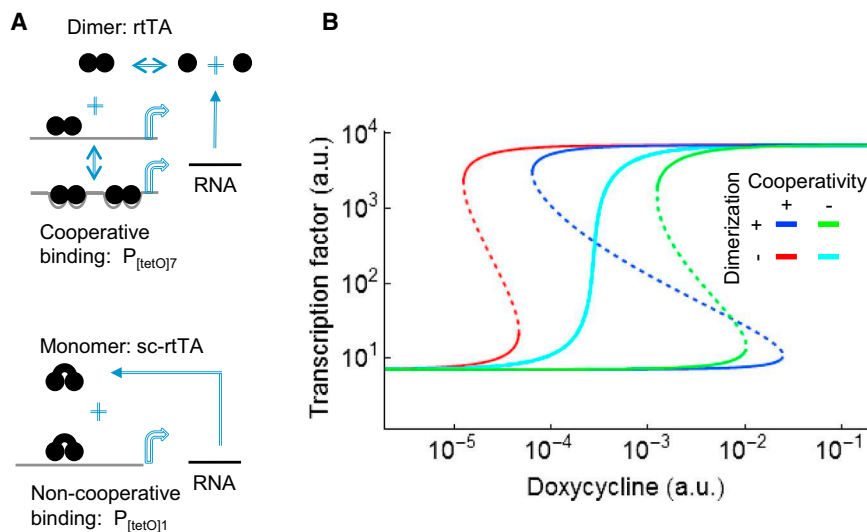 A
Dimer: rtTA
RNA
Cooperative
binding: P[tetO]7
Monomer: sc-rtTA
RNA
Non-cooperative
binding: P[tetO]1
B
Transcription factor (a.u.)
10^4
10^3
10^2
10^1
10^-5
10^-4
10^-3
10^-2
10^-1
Doxycycline (a.u.)
Cooperativity
+ -
Dimerization
+
-